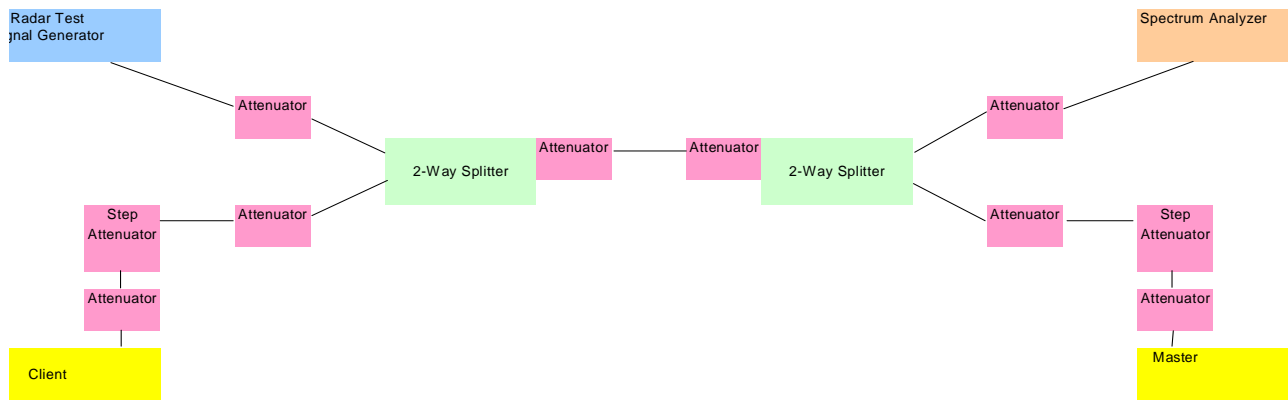 Radar Test
gnal Generator
Spectrum Analyzer
Attenuator
Attenuator
Attenuator
Attenuator
2-Way Splitter
2-Way Splitter
Step
Attenuator
Attenuator
Attenuator
Step
Attenuator
Attenuator
Attenuator
Client
Master